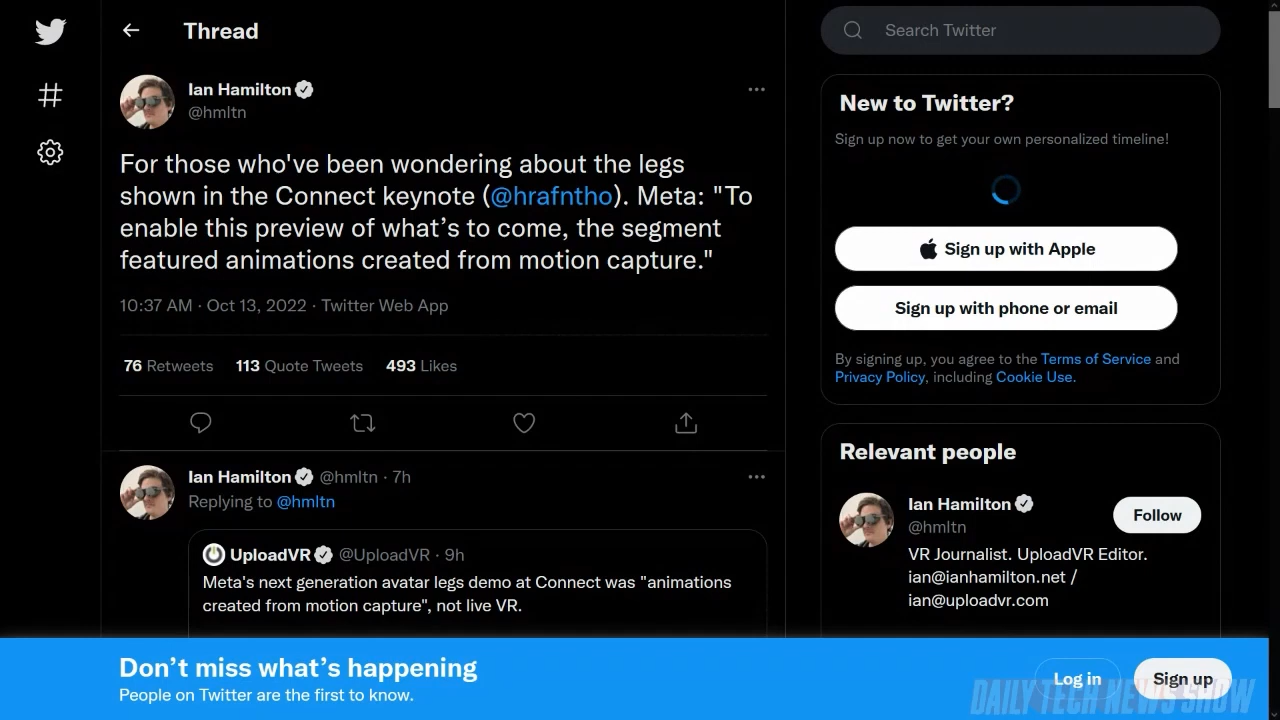 Thread
Search Twitter
Ian Hamilton
@hmltn
For those who've been wondering about the legs
shown in the Connect keynote (@hrafntho). Meta: "To
enable this preview of what’s to come, the segment
featured animations created from motion capture."
10:37 AM · Oct 13, 2022 · Twitter Web App
76 Retweets 113 Quote Tweets 493 Likes
Ian Hamilton @hmltn · 7h
Replying to @hmltn
UploadVR @UploadVR · 9h
Meta's next generation avatar legs demo at Connect was "animations
created from motion capture", not live VR.
New to Twitter?
Sign up now to get your own personalized timeline!
Sign up with Apple
Sign up with phone or email
By signing up, you agree to the Terms of Service and
Privacy Policy, including Cookie Use.
Relevant people
Ian Hamilton
@hmltn
Follow
VR Journalist. UploadVR Editor.
ian@ianhamilton.net /
ian@uploadvr.com
Don’t miss what’s happening
People on Twitter are the first to know.
Log in
Sign up
DAILY TECH NEWS SHOW